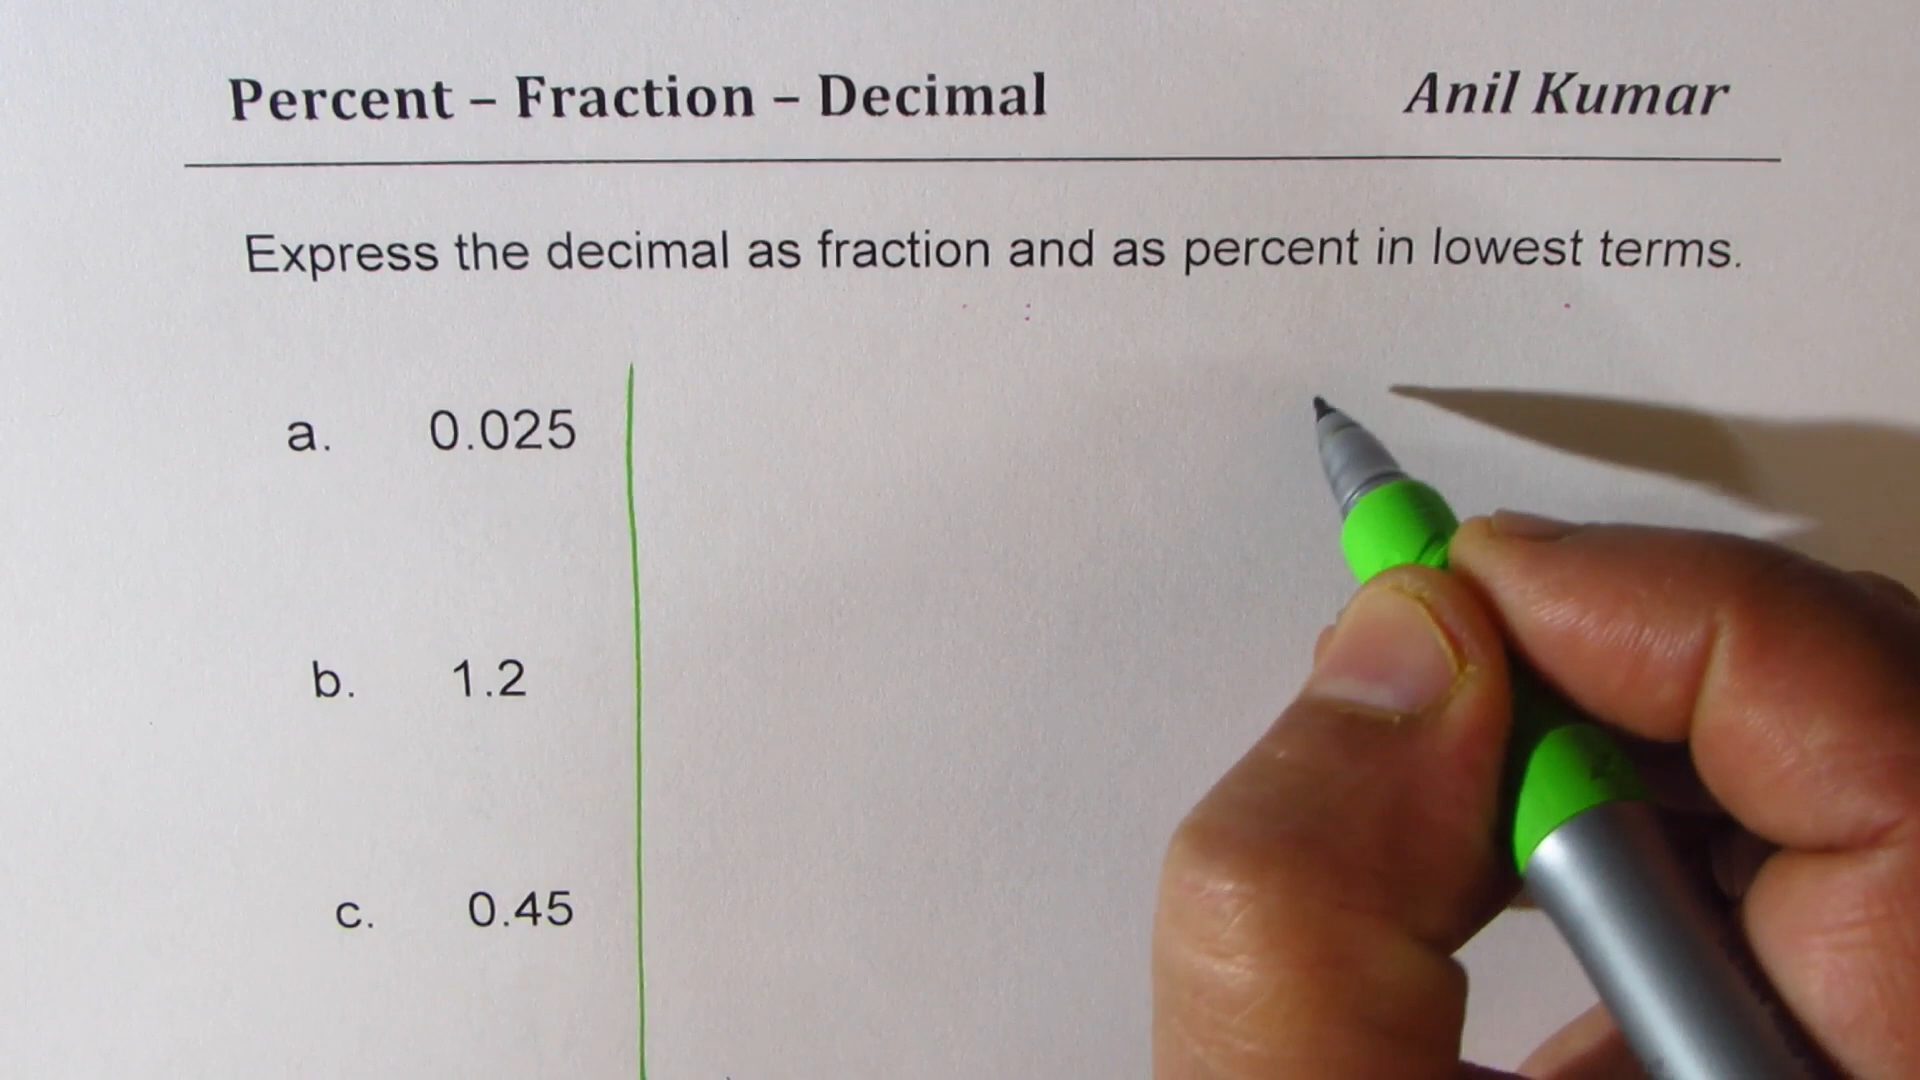 Percent – Fraction – Decimal Anil Kumar
Express the decimal as fraction and as percent in lowest terms.
a. 0.025
b. 1.2
c. 0.45